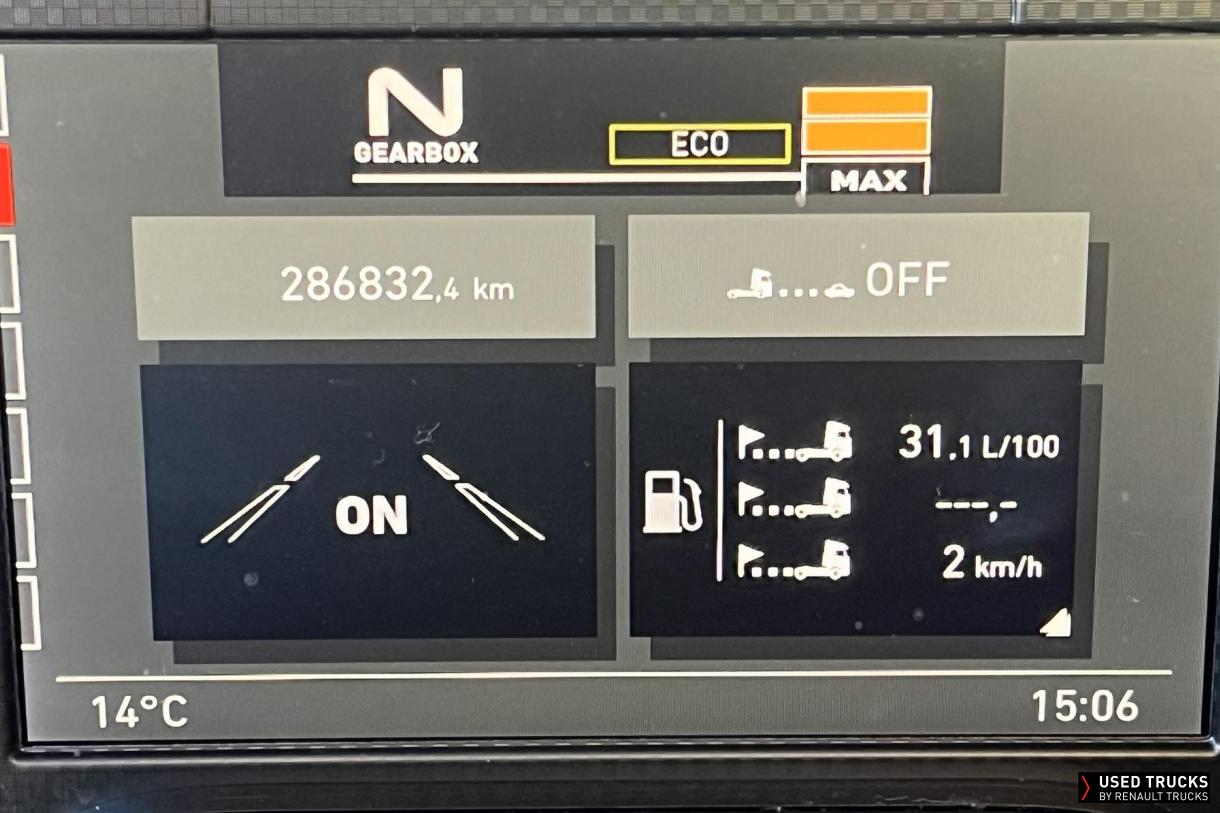 N
GEARBOX
ECO
MAX
286832,4 km
OFF
ON
31.1 L/100
---,-
2 km/h
14°C
15:06
USED TRUCKS
BY RENAULT TRUCKS